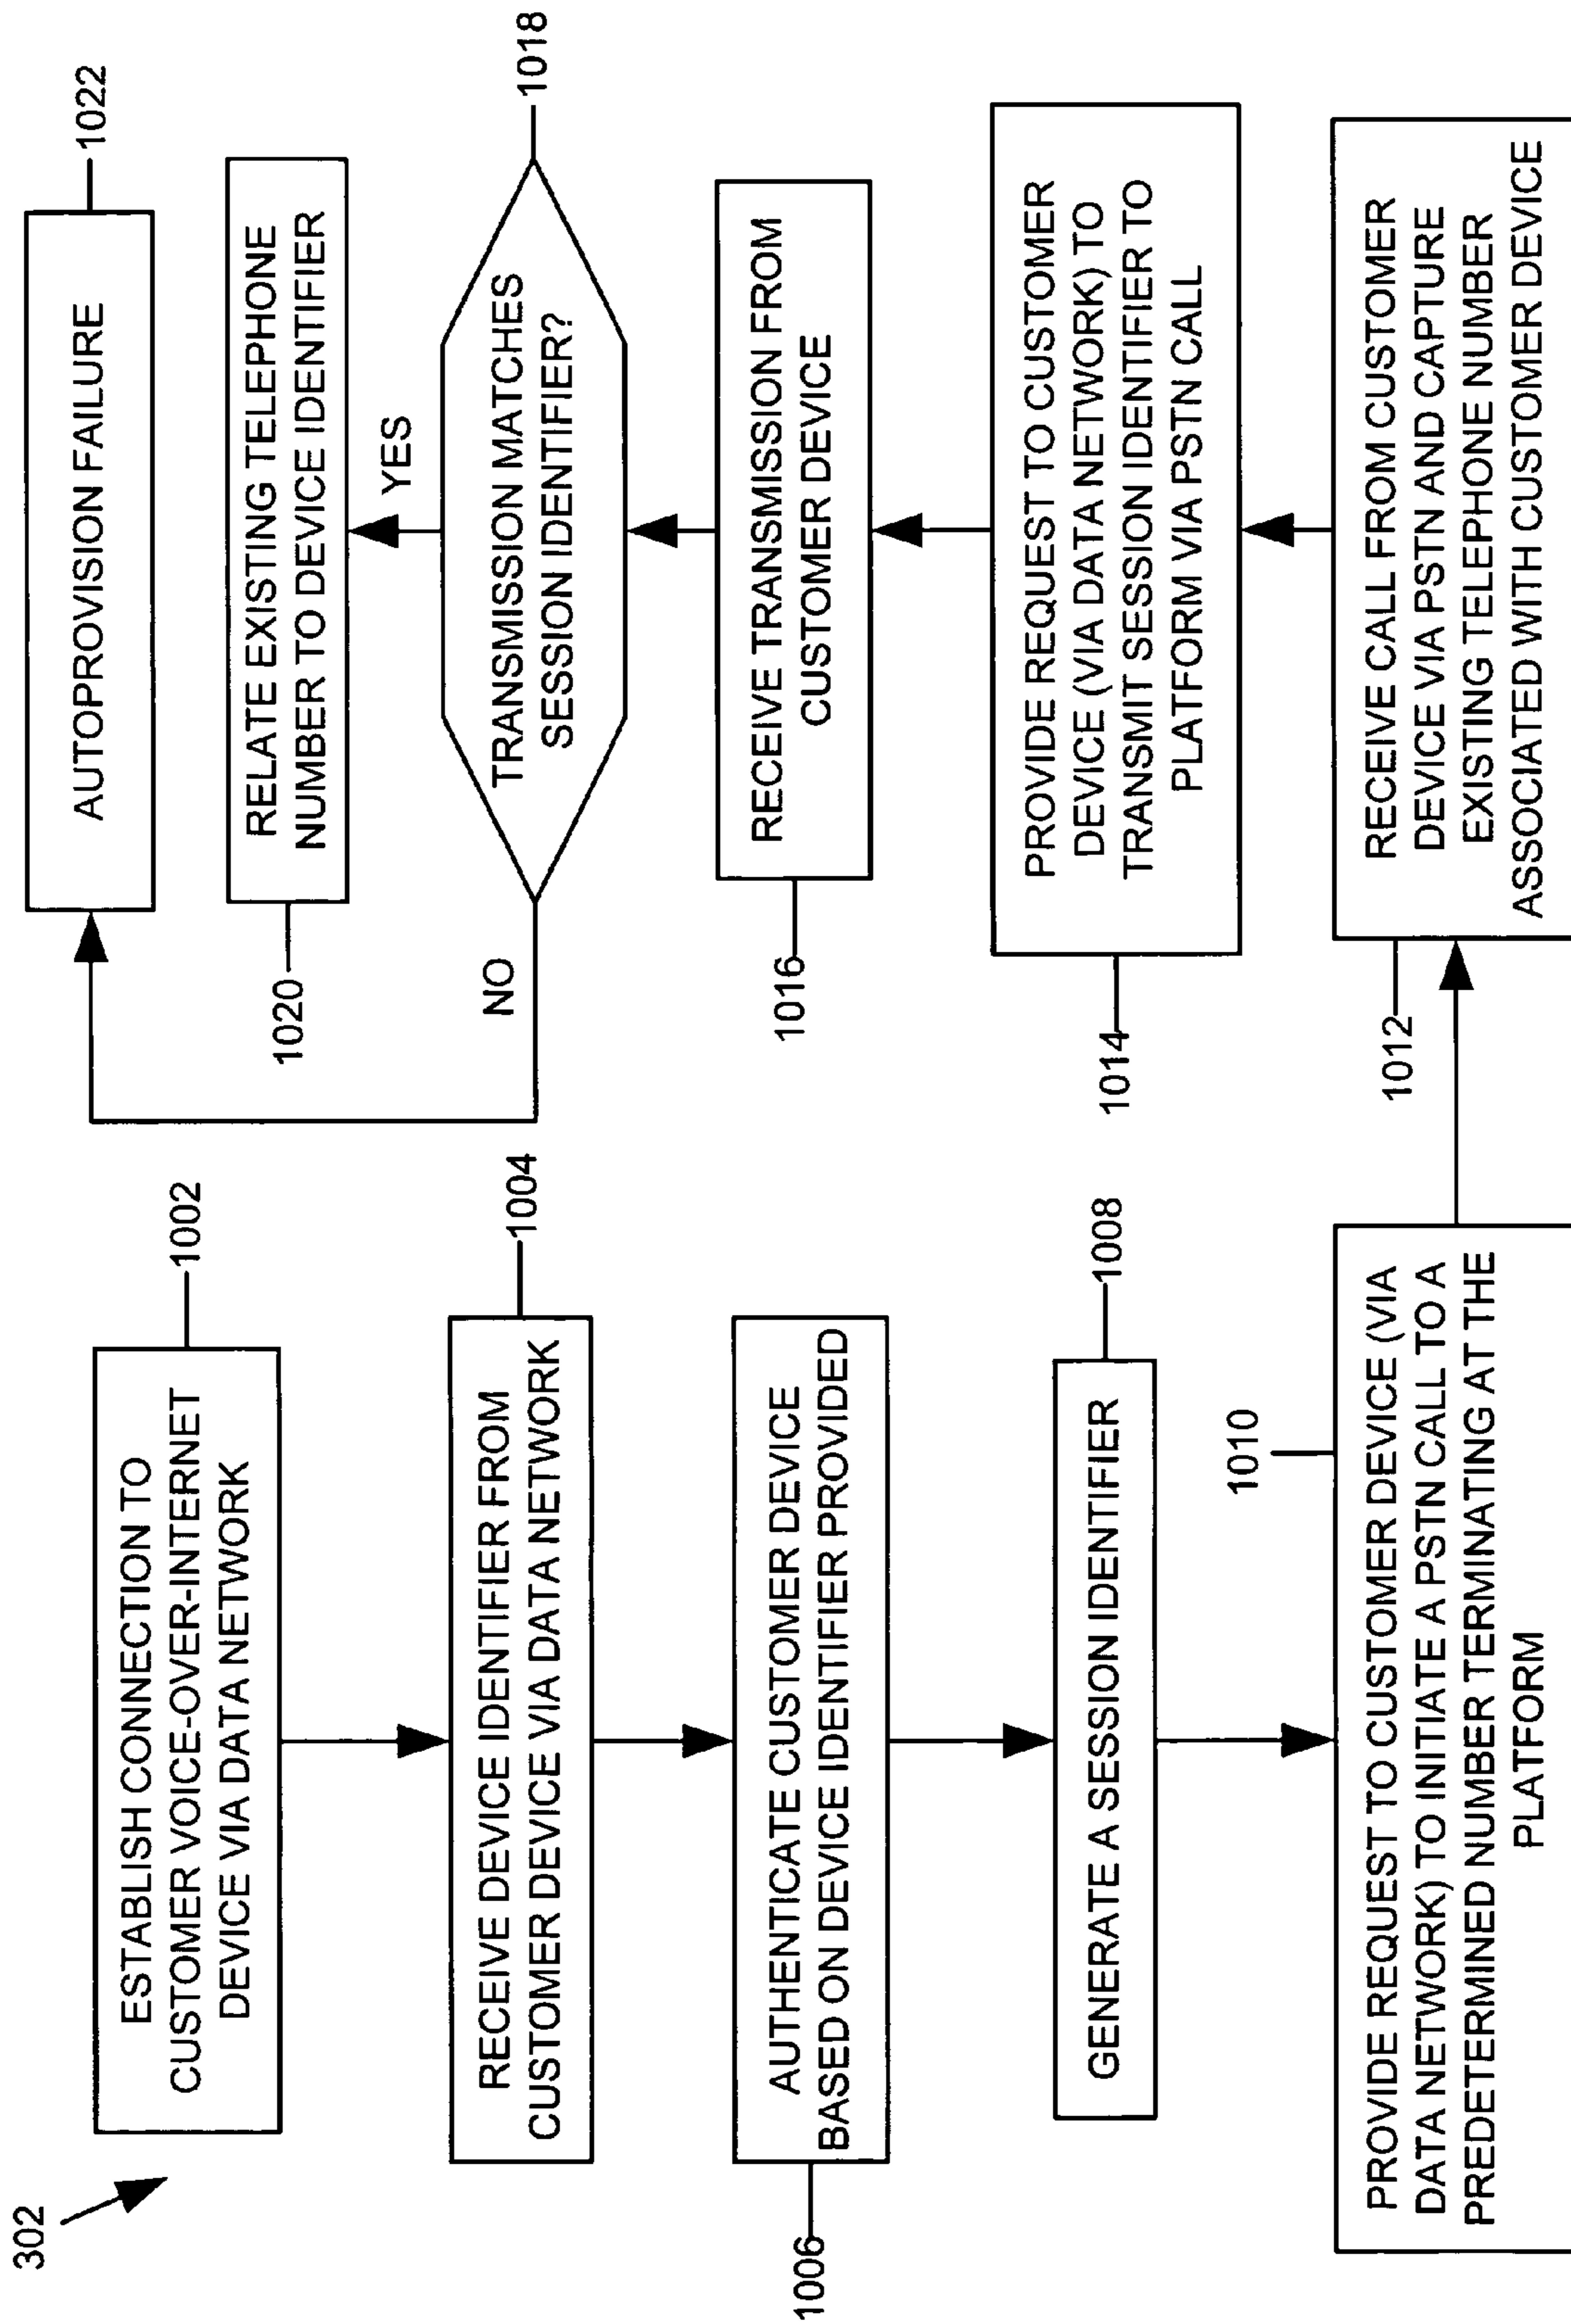 302
ESTABLISH CONNECTION TO
CUSTOMER VOICE-OVER-INTERNET
DEVICE VIA DATA NETWORK
1002
RECEIVE DEVICE IDENTIFIER FROM
CUSTOMER DEVICE VIA DATA NETWORK
1004
AUTHENTICATE CUSTOMER DEVICE
BASED ON DEVICE IDENTIFIER PROVIDED
1006
GENERATE A SESSION IDENTIFIER
1008
1010
PROVIDE REQUEST TO CUSTOMER DEVICE (VIA
DATA NETWORK) TO INITIATE A PSTN CALL TO A
PREDETERMINED NUMBER TERMINATING AT THE
PLATFORM
1012
RECEIVE CALL FROM CUSTOMER
DEVICE VIA PSTN AND CAPTURE
EXISTING TELEPHONE NUMBER
ASSOCIATED WITH CUSTOMER DEVICE
1014
PROVIDE REQUEST TO CUSTOMER
DEVICE (VIA DATA NETWORK) TO
TRANSMIT SESSION IDENTIFIER TO
PLATFORM VIA PSTN CALL
1016
RECEIVE TRANSMISSION FROM
CUSTOMER DEVICE
TRANSMISSION MATCHES
SESSION IDENTIFIER?
1018
NO
YES
1020
RELATE EXISTING TELEPHONE
NUMBER TO DEVICE IDENTIFIER
AUTOPROVISION FAILURE
1022